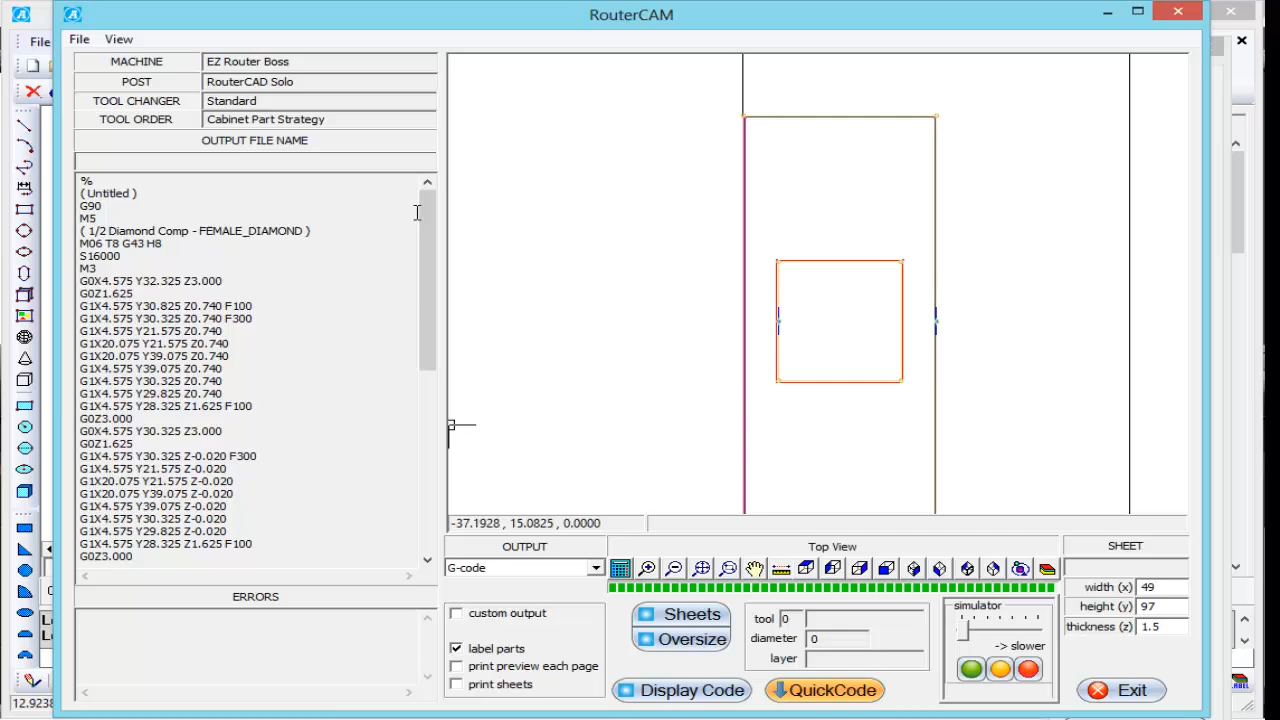 RouterCAM
File
File View
MACHINE EZ Router Boss
POST RouterCAD Solo
TOOL CHANGER Standard
TOOL ORDER Cabinet Part Strategy
OUTPUT FILE NAME
%
( Untitled )
G90
M5
( 1/2 Diamond Comp - FEMALE_DIAMOND )
M06 T8 G43 H8
S16000
M3
G0X4.575 Y32.325 Z3.000
G0Z1.625
G1X4.575 Y30.825 Z0.740 F100
G1X4.575 Y30.325 Z0.740 F300
G1X4.575 Y21.575 Z0.740
G1X20.075 Y21.575 Z0.740
G1X20.075 Y39.075 Z0.740
G1X4.575 Y39.075 Z0.740
G1X4.575 Y30.325 Z0.740
G1X4.575 Y29.825 Z0.740
G1X4.575 Y28.325 Z1.625 F100
G0Z3.000
G0X4.575 Y30.325 Z3.000
G0Z1.625
G1X4.575 Y30.325 Z-0.020 F300
G1X4.575 Y21.575 Z-0.020
G1X20.075 Y21.575 Z-0.020
G1X20.075 Y39.075 Z-0.020
G1X4.575 Y39.075 Z-0.020
G1X4.575 Y30.325 Z-0.020
G1X4.575 Y29.825 Z-0.020
G1X4.575 Y28.325 Z1.625 F100
G0Z3.000
-37.1928 , 15.0825 , 0.0000
OUTPUT
Top View
SHEET
G-code
width (x) 49
height (y) 97
thickness (z) 1.5
ERRORS
custom output
label parts
print preview each page
print sheets
Sheets
Oversize
tool 0
diameter 0
layer
simulator
-> slower
Display Code
QuickCode
Exit
12.9238